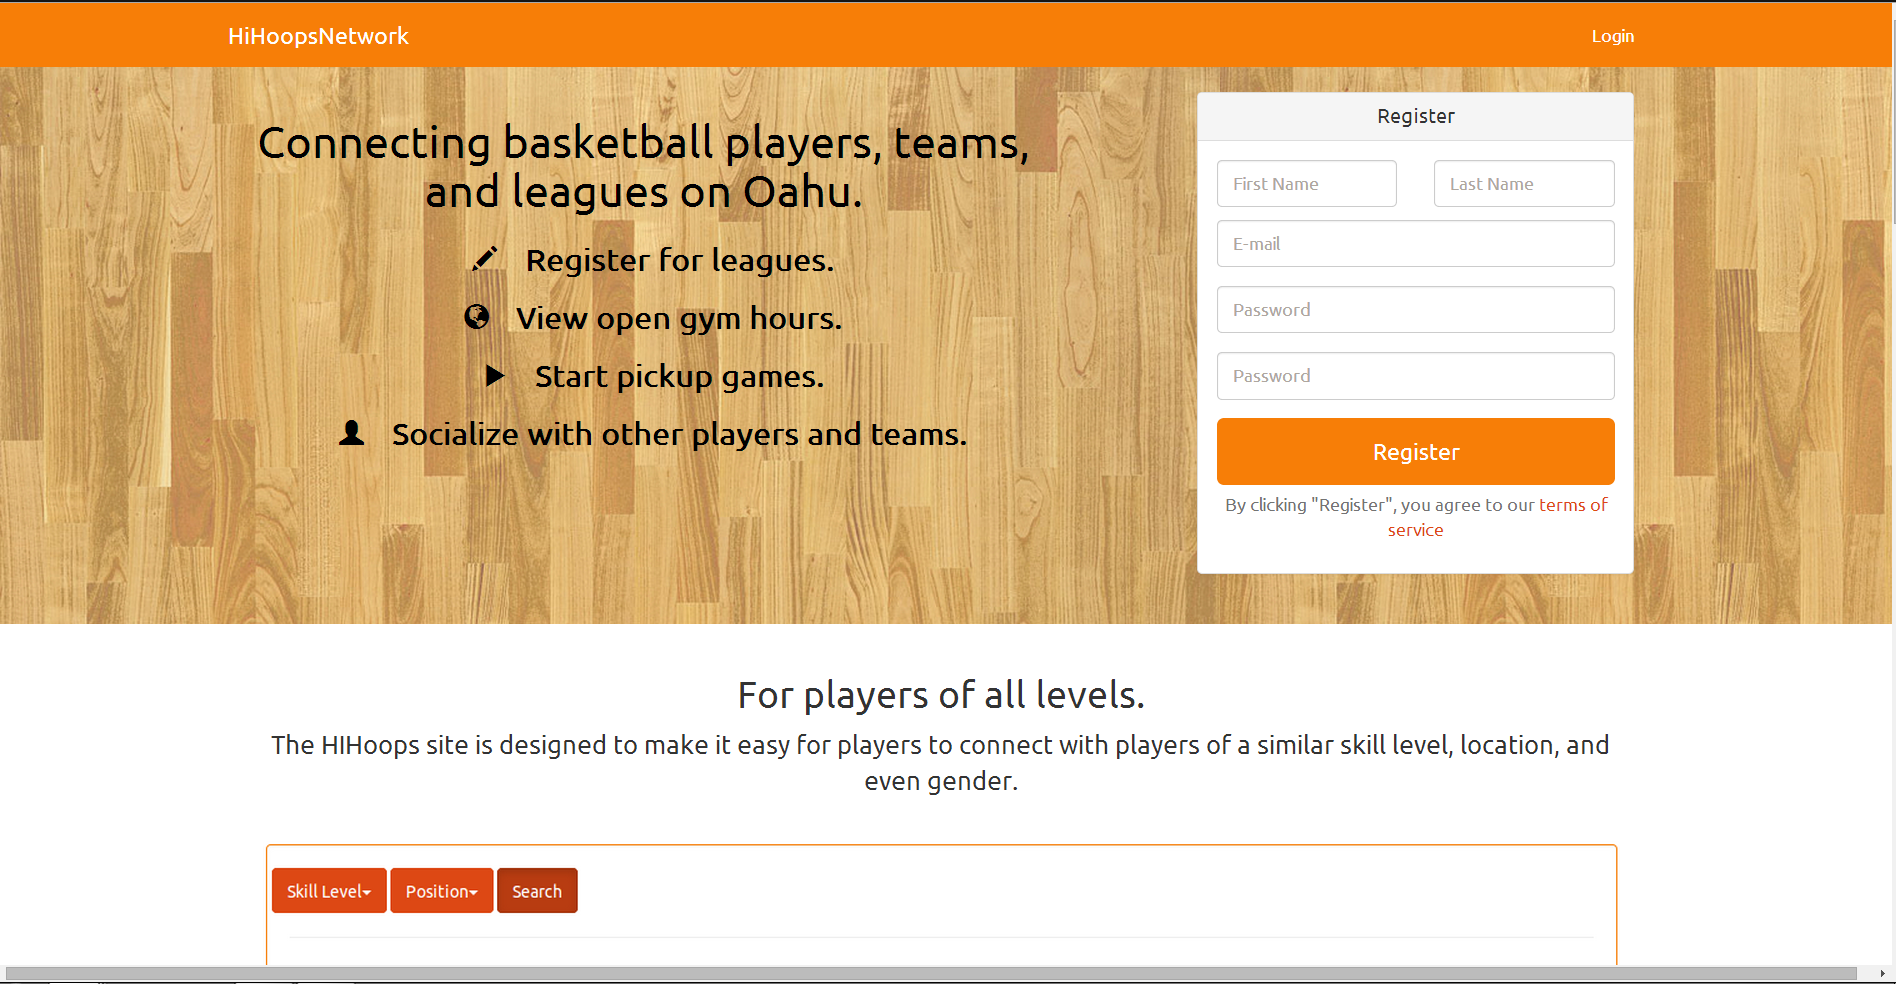 HiHoopsNetwork
Login
Connecting basketball players, teams,
and leagues on Oahu.
Register for leagues.
View open gym hours.
Start pickup games.
Socialize with other players and teams.
Register
First Name
Last Name
E-mail
Password
Password
Register
By clicking "Register", you agree to our terms of
service
For players of all levels.
The HIHoops site is designed to make it easy for players to connect with players of a similar skill level, location, and
even gender.
Skill Level
Position
Search